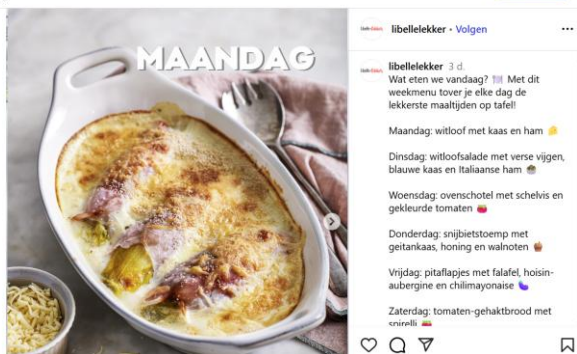 MAANDAG
libellelekker • Volgen
libellelekker 3 d.
Wat eten we vandaag? 🍽️ Met dit
weekmenu tover je elke dag de
lekkerste maaltijden op tafel!
Maandag: witloof met kaas en ham 🧀
Dinsdag: witloofsalade met verse vijgen,
blauwe kaas en Italiaanse ham 🥗
Woensdag: ovenschotel met schelvis en
gekleurde tomaten 🍅
Donderdag: snijbietstoemp met
geitankaas, honing en walnoten 🌰
Vrijdag: pitaflapjes met falafel, hoisin-
aubergine en chilimayonaise 🍆
Zaterdag: tomaten-gehaktbrood met
spirelli 🍅